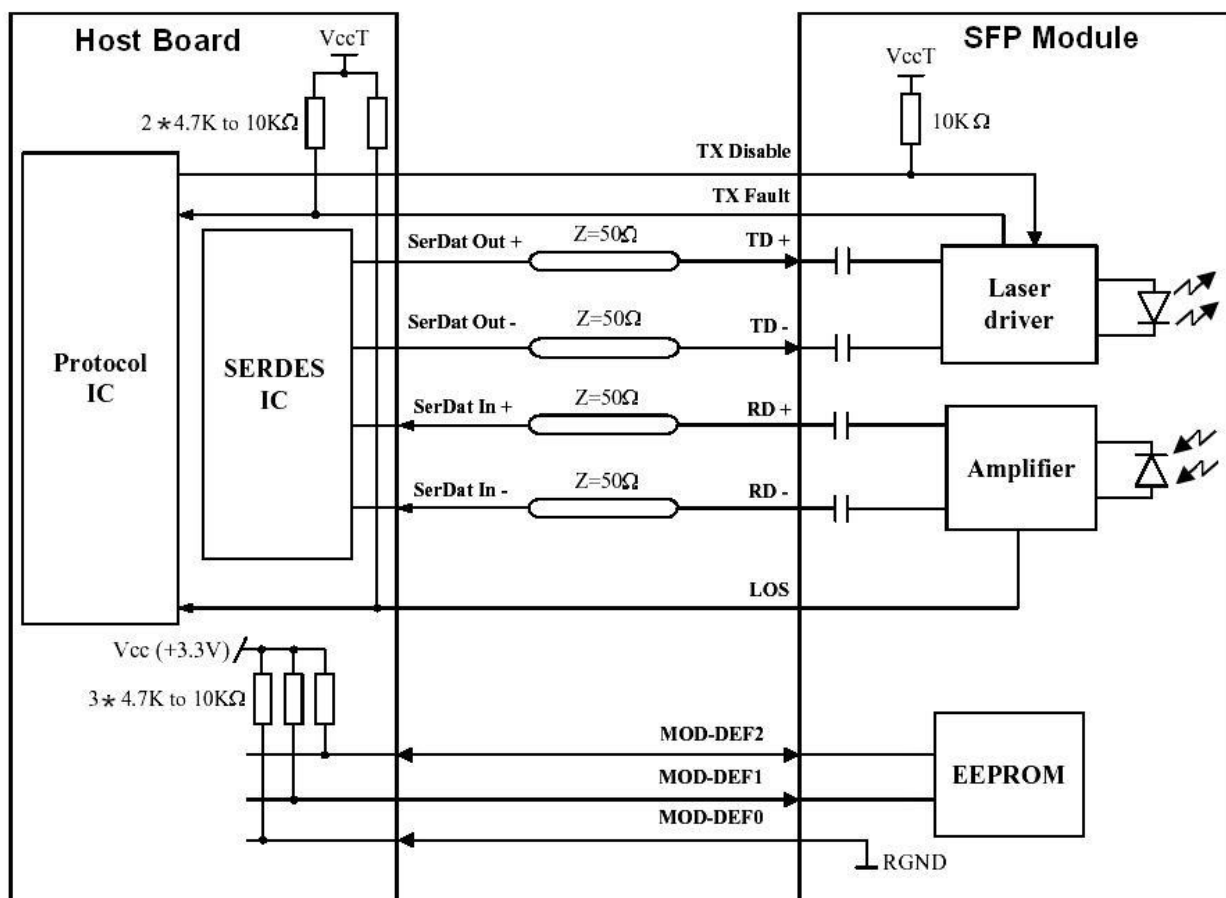 Host Board
SFP Module
VccT
VccT
2*4.7K to 10KΩ
10KΩ
TX Disable
TX Fault
SerDat Out +
Z=50Ω
TD +
Laser
driver
SerDat Out -
Z=50Ω
TD -
Protocol
IC
SERDES
IC
SerDat In +
Z=50Ω
RD +
Amplifier
SerDat In -
Z=50Ω
RD -
LOS
Vcc (+3.3V)
3* 4.7K to 10KΩ
MOD-DEF2
MOD-DEF1
EEPROM
MOD-DEF0
RGND